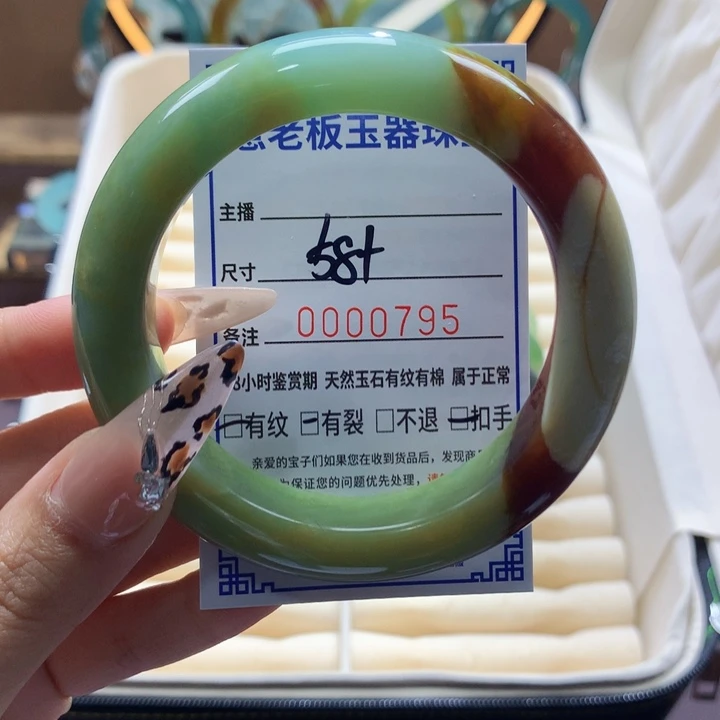 老板玉器珠
主播
尺寸 58+
备注 0000795
8小时鉴赏期 天然玉石有纹有棉 属于正常
有纹 有裂 不退 扣手
亲爱的宝子们如果您在收到货品后，发现商
为保证您的问题优先处理，